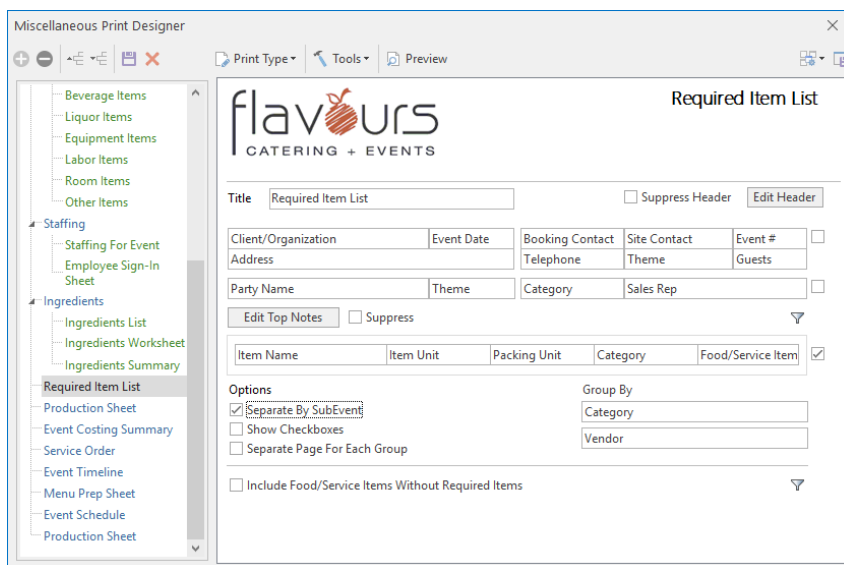 Miscellaneous Print Designer
Print Type Tools Preview
Beverage Items
Liquor Items
Equipment Items
Labor Items
Room Items
Other Items
Staffing
Staffing For Event
Employee Sign-In
Sheet
Ingredients
Ingredients List
Ingredients Worksheet
Ingredients Summary
Required Item List
Production Sheet
Event Costing Summary
Service Order
Event Timeline
Menu Prep Sheet
Event Schedule
Production Sheet
flavours
CATERING + EVENTS
Required Item List
Title Required Item List Suppress Header Edit Header
Client/Organization Event Date Booking Contact Site Contact Event #
Address Telephone Theme Guests
Party Name Theme Category Sales Rep
Edit Top Notes Suppress
Item Name Item Unit Packing Unit Category Food/Service Item
Options Group By
Separate By SubEvent Category
Show Checkboxes
Vendor
Separate Page For Each Group
Include Food/Service Items Without Required Items